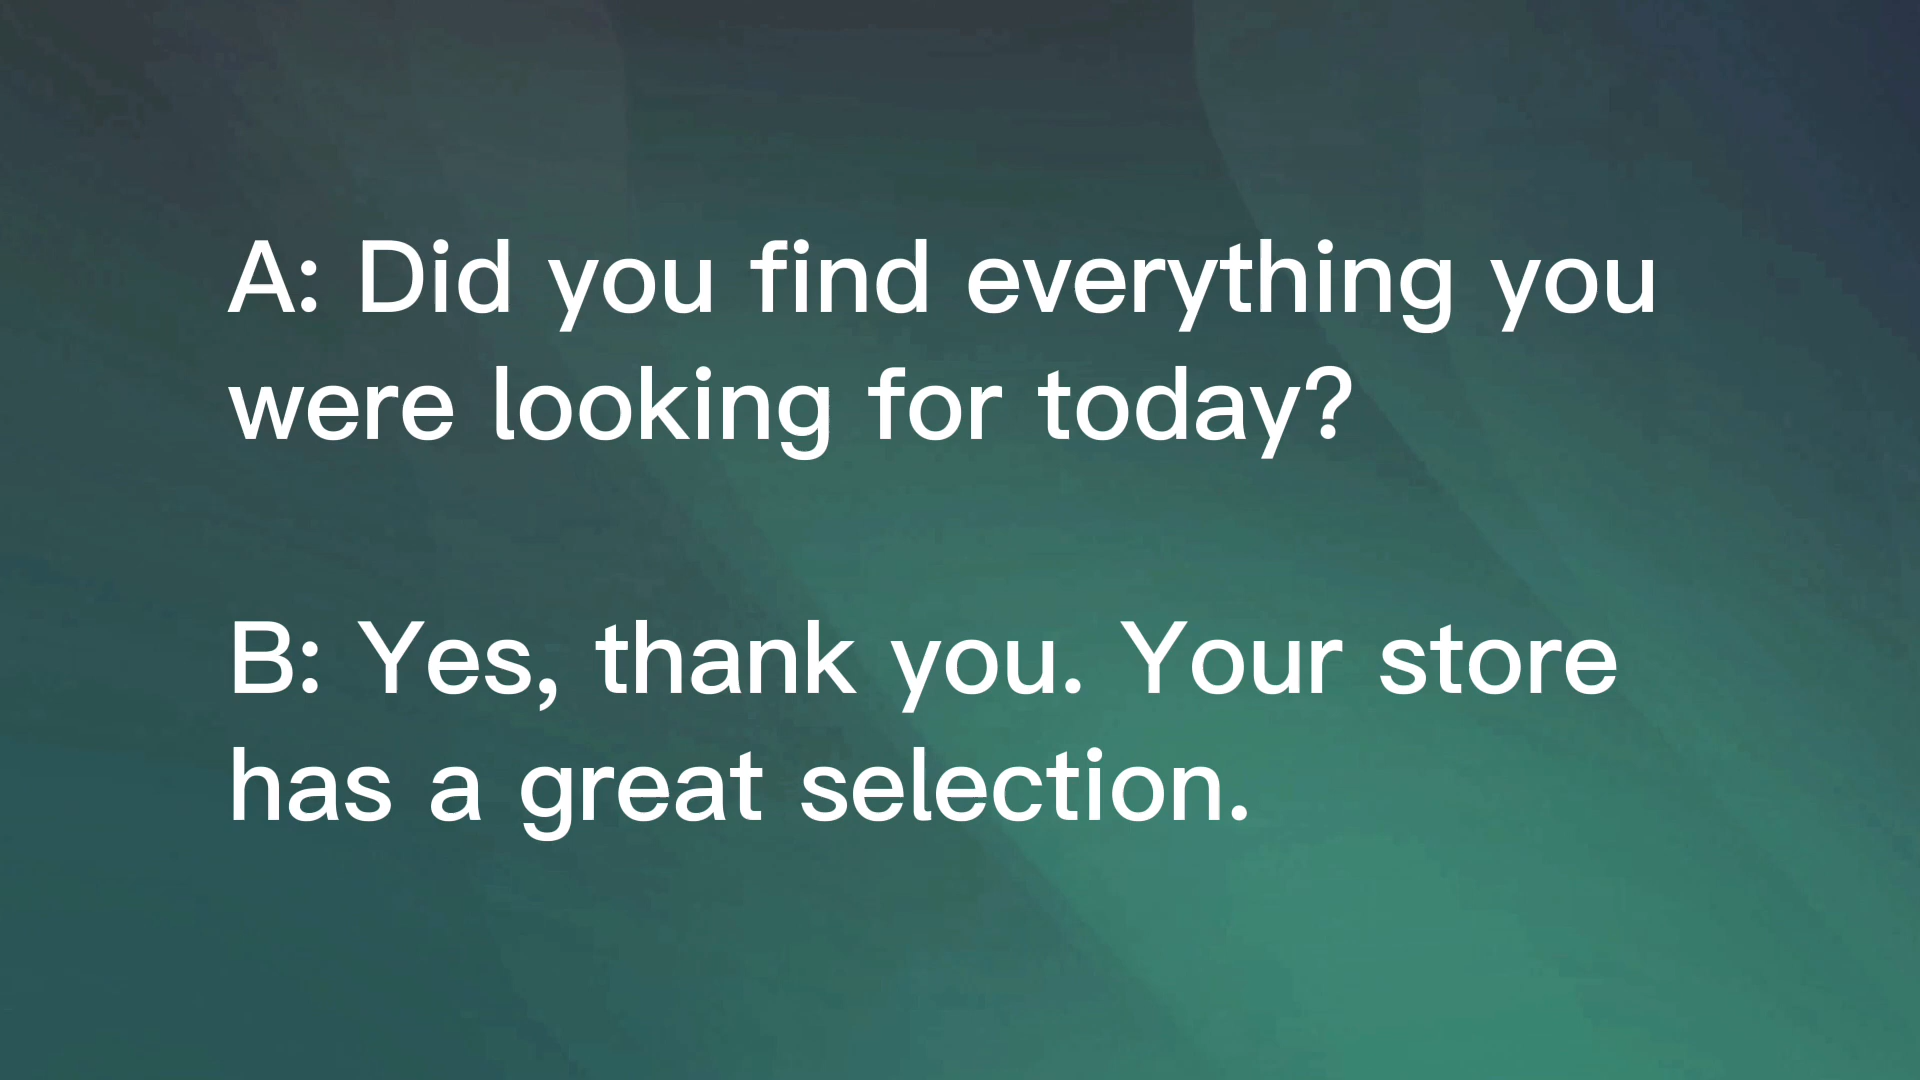 A: Did you find everything you
were looking for today?
B: Yes, thank you. Your store
has a great selection.